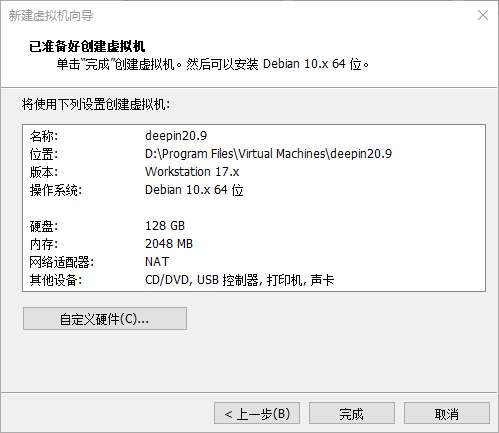 新建虚拟机向导
已准备好创建虚拟机
单击“完成”创建虚拟机。然后可以安装 Debian 10.x 64 位。
将使用下列设置创建虚拟机:
名称: deepin20.9
位置: D:\Program Files\Virtual Machines\deepin20.9
版本: Workstation 17.x
操作系统: Debian 10.x 64 位
硬盘: 128 GB
内存: 2048 MB
网络适配器: NAT
其他设备: CD/DVD, USB 控制器, 打印机, 声卡
自定义硬件(C)...
< 上一步(B) 完成 取消